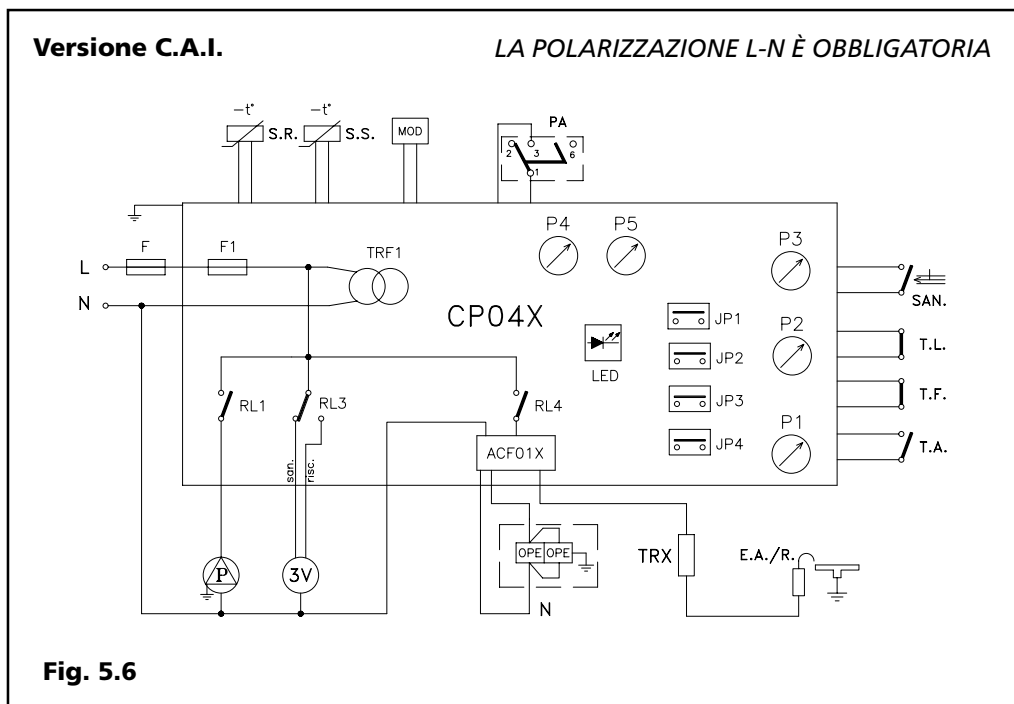 Versione C.A.I.
LA POLARIZZAZIONE L-N È OBBLIGATORIA
-t°
S.R.
-t°
S.S.
MOD
PA
2
3
6
1
F
F1
TRF1
P4
P5
P3
L
N
CP04X
SAN.
JP1
P2
LED
JP2
T.L.
RL1
RL3
RL4
JP3
T.F.
P1
JP4
ACF01X
T.A.
san.
risc.
OPE
OPE
TRX
E.A./R.
P
3V
N
Fig. 5.6